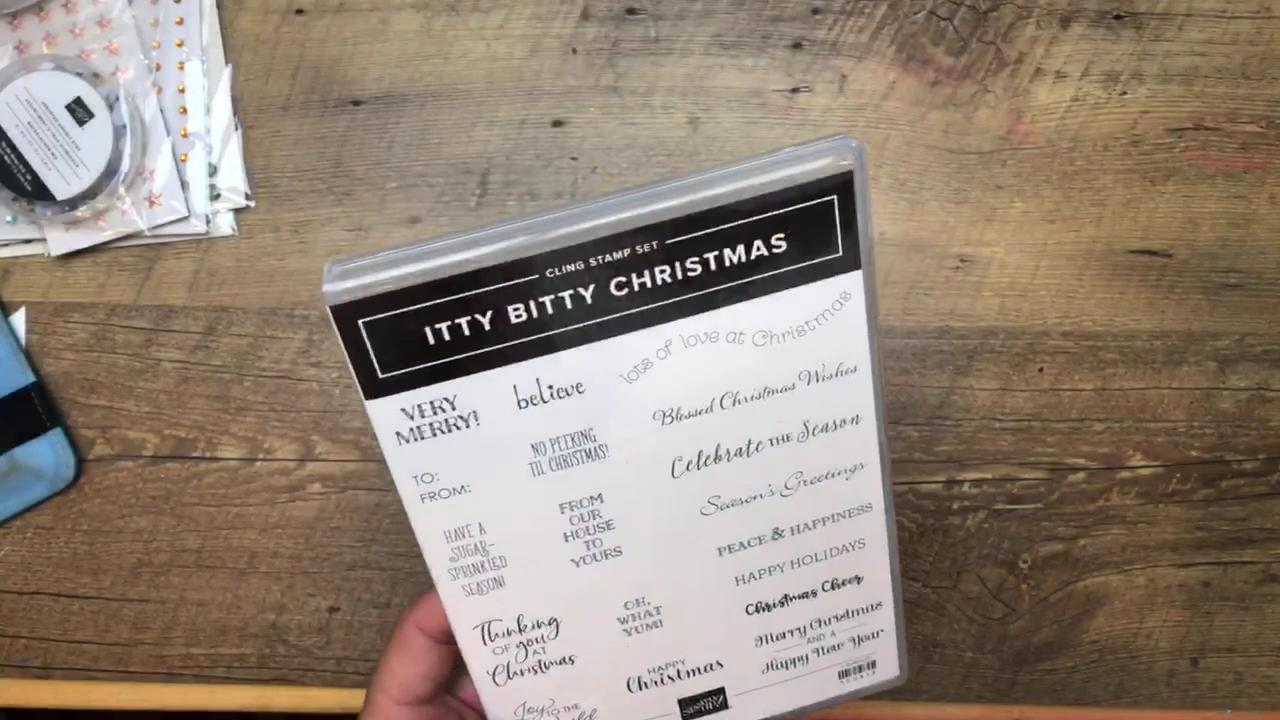 CLING STAMP SET
ITTY BITTY CHRISTMAS
lots of love at Christmas
VERY
MERRY!
believe
Blessed Christmas Wishes
NO PEEKING
'TIL CHRISTMAS!
Celebrate THE Season
TO:
FROM:
Season's Greetings
FROM
OUR
HOUSE
TO
YOURS
HAVE A
SUGAR-
SPRINKLED
SEASON!
PEACE & HAPPINESS
HAPPY HOLIDAYS
Christmas Cheer
OH,
WHAT
YUM!
Thinking
OF you AT
Christmas
Merry Christmas
AND A
Happy New Year
HAPPY
Christmas
Joy TO THE